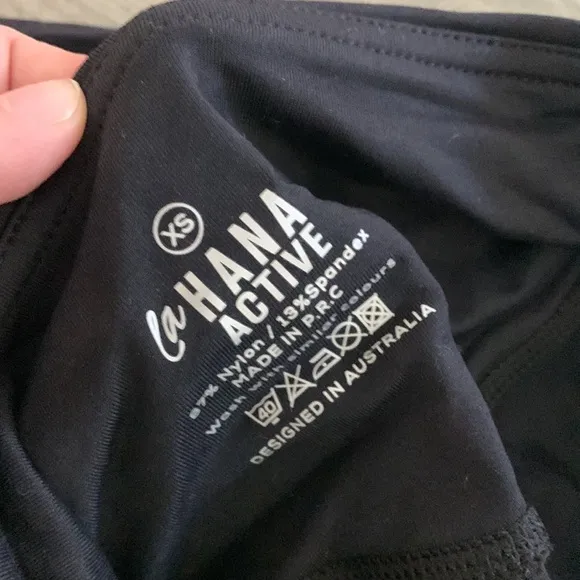 XS
la HANA
ACTIVE
87% Nylon / 13%Spandex
MADE IN P.R.C
Wash with similar colours
40
DESIGNED IN AUSTRALIA